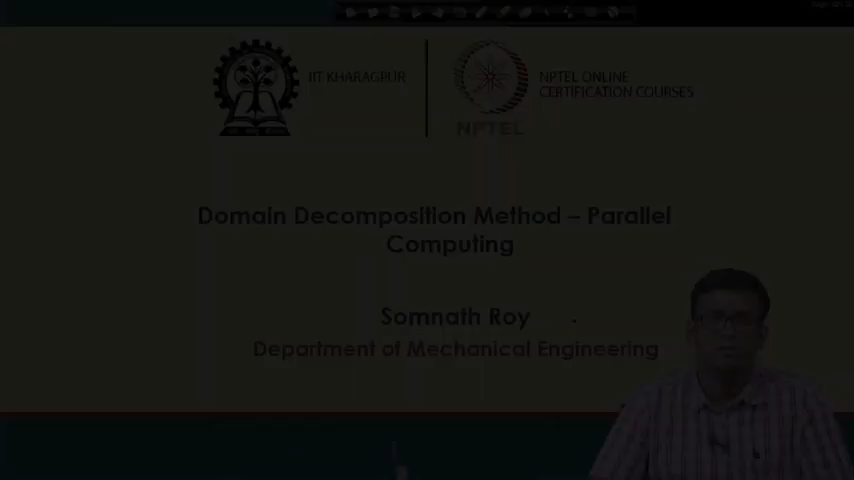 IIT KHARAGPUR
NPTEL ONLINE
CERTIFICATION COURSES
NPTEL
Domain Decomposition Method – Parallel
Computing
Somnath Roy
Department of Mechanical Engineering